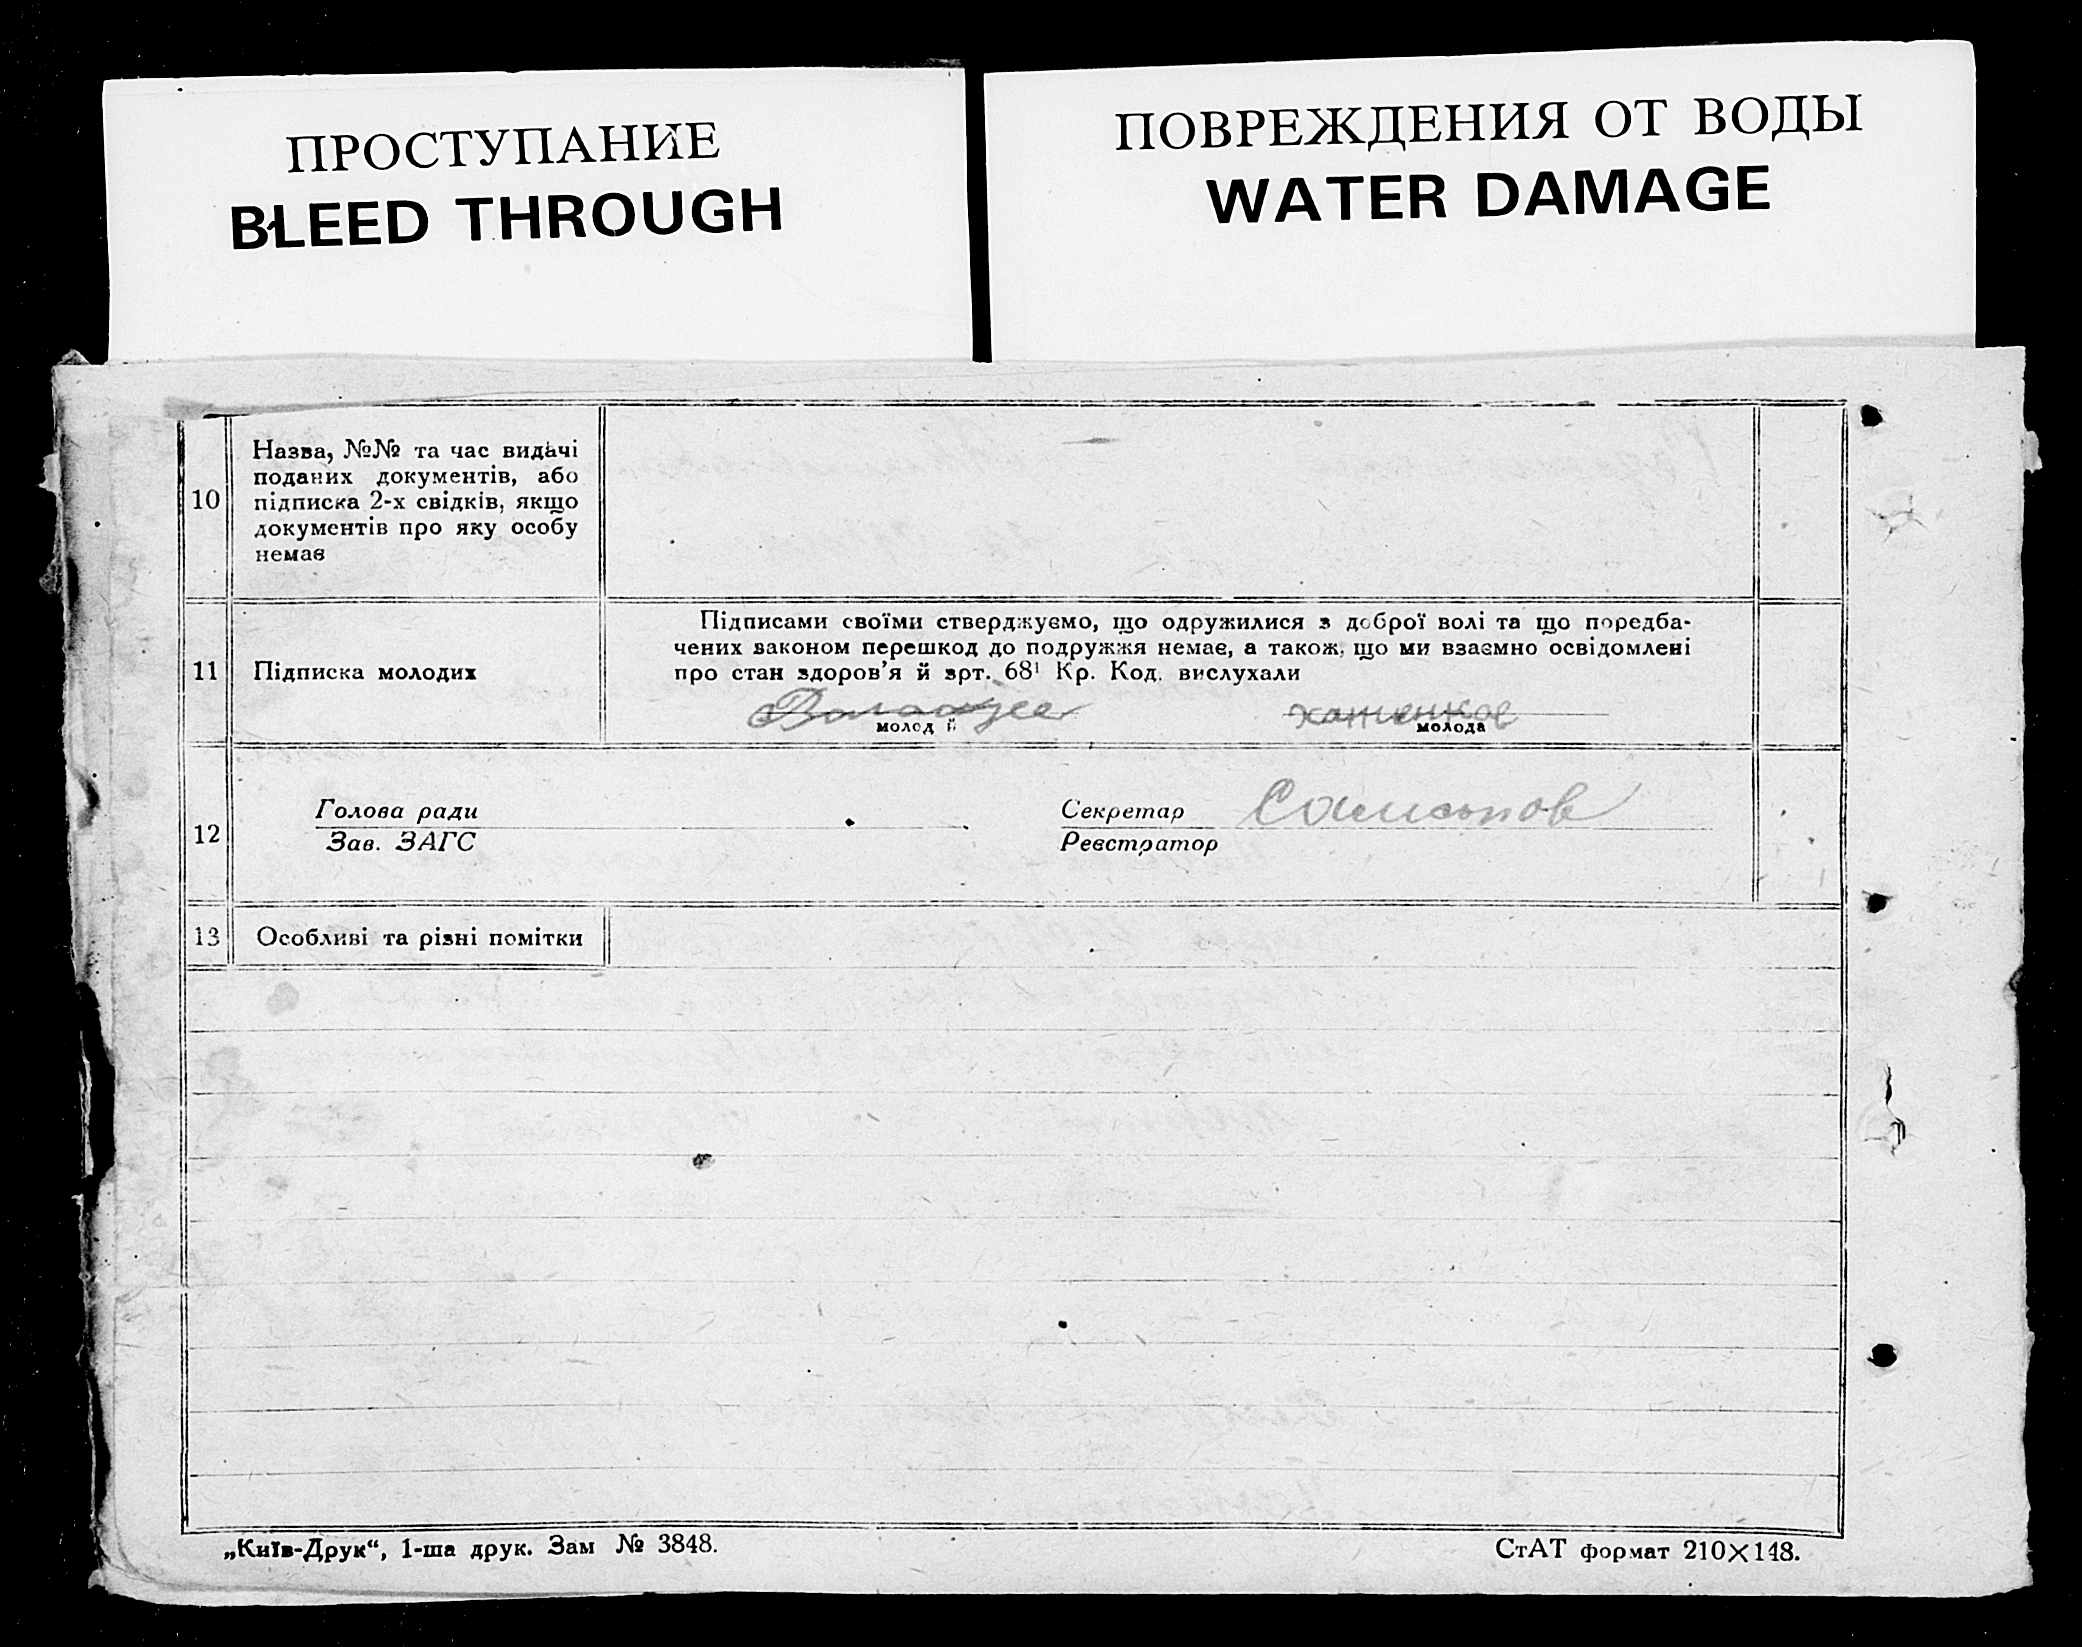 ПРОСТУПАНИЕ
BLEED THROUGH
ПОВРЕЖДЕНИЯ ОТ ВОДЫ
WATER DAMAGE
10
Назва, №№ та час видачі
поданих документів, або
підписка 2-х свідків, якщо
документів про яку особу
немає
11
Підписка молодих
Підписами своїми стверджуємо, що одружилися з доброї волі та що поредба-
чених законом перешкод до подружжя немає, а також, що ми взаємно освідомлені
про стан здоров'я й арт. 68¹ Кр. Код. вислухали
молодий
молода
12
Голова ради
Зав. ЗАГС
Секретар
Реєстратор
13
Особливі та різні помітки
„Київ-Друк“, 1-ша друк. Зам № 3848.
СтАТ формат 210×148.